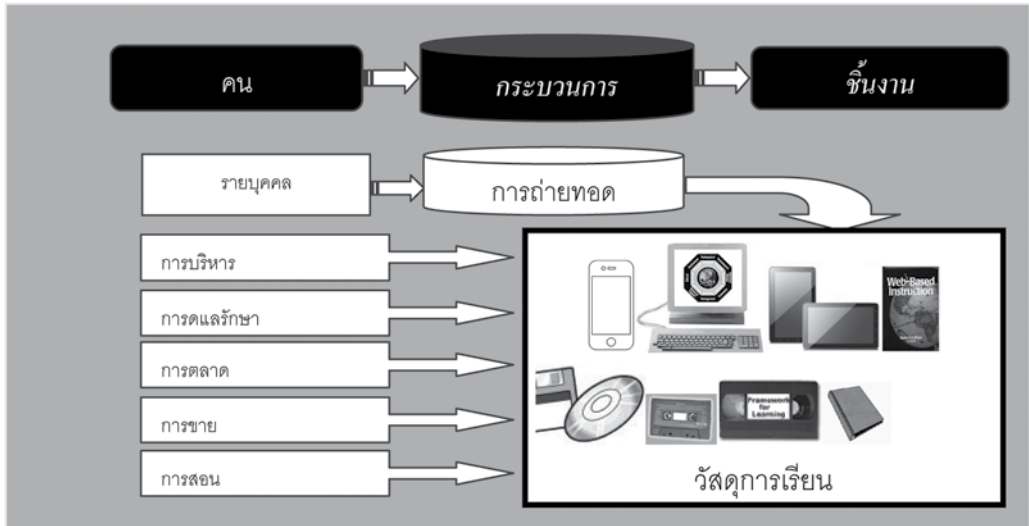 คน
กระบวนการ
ชิ้นงาน
รายบุคคล
การถ่ายทอด
การบริหาร
การดแลรักษา
การตลาด
การขาย
การสอน
Web-Based
Instruction
Framework
for
Learning
วัสดุการเรียน